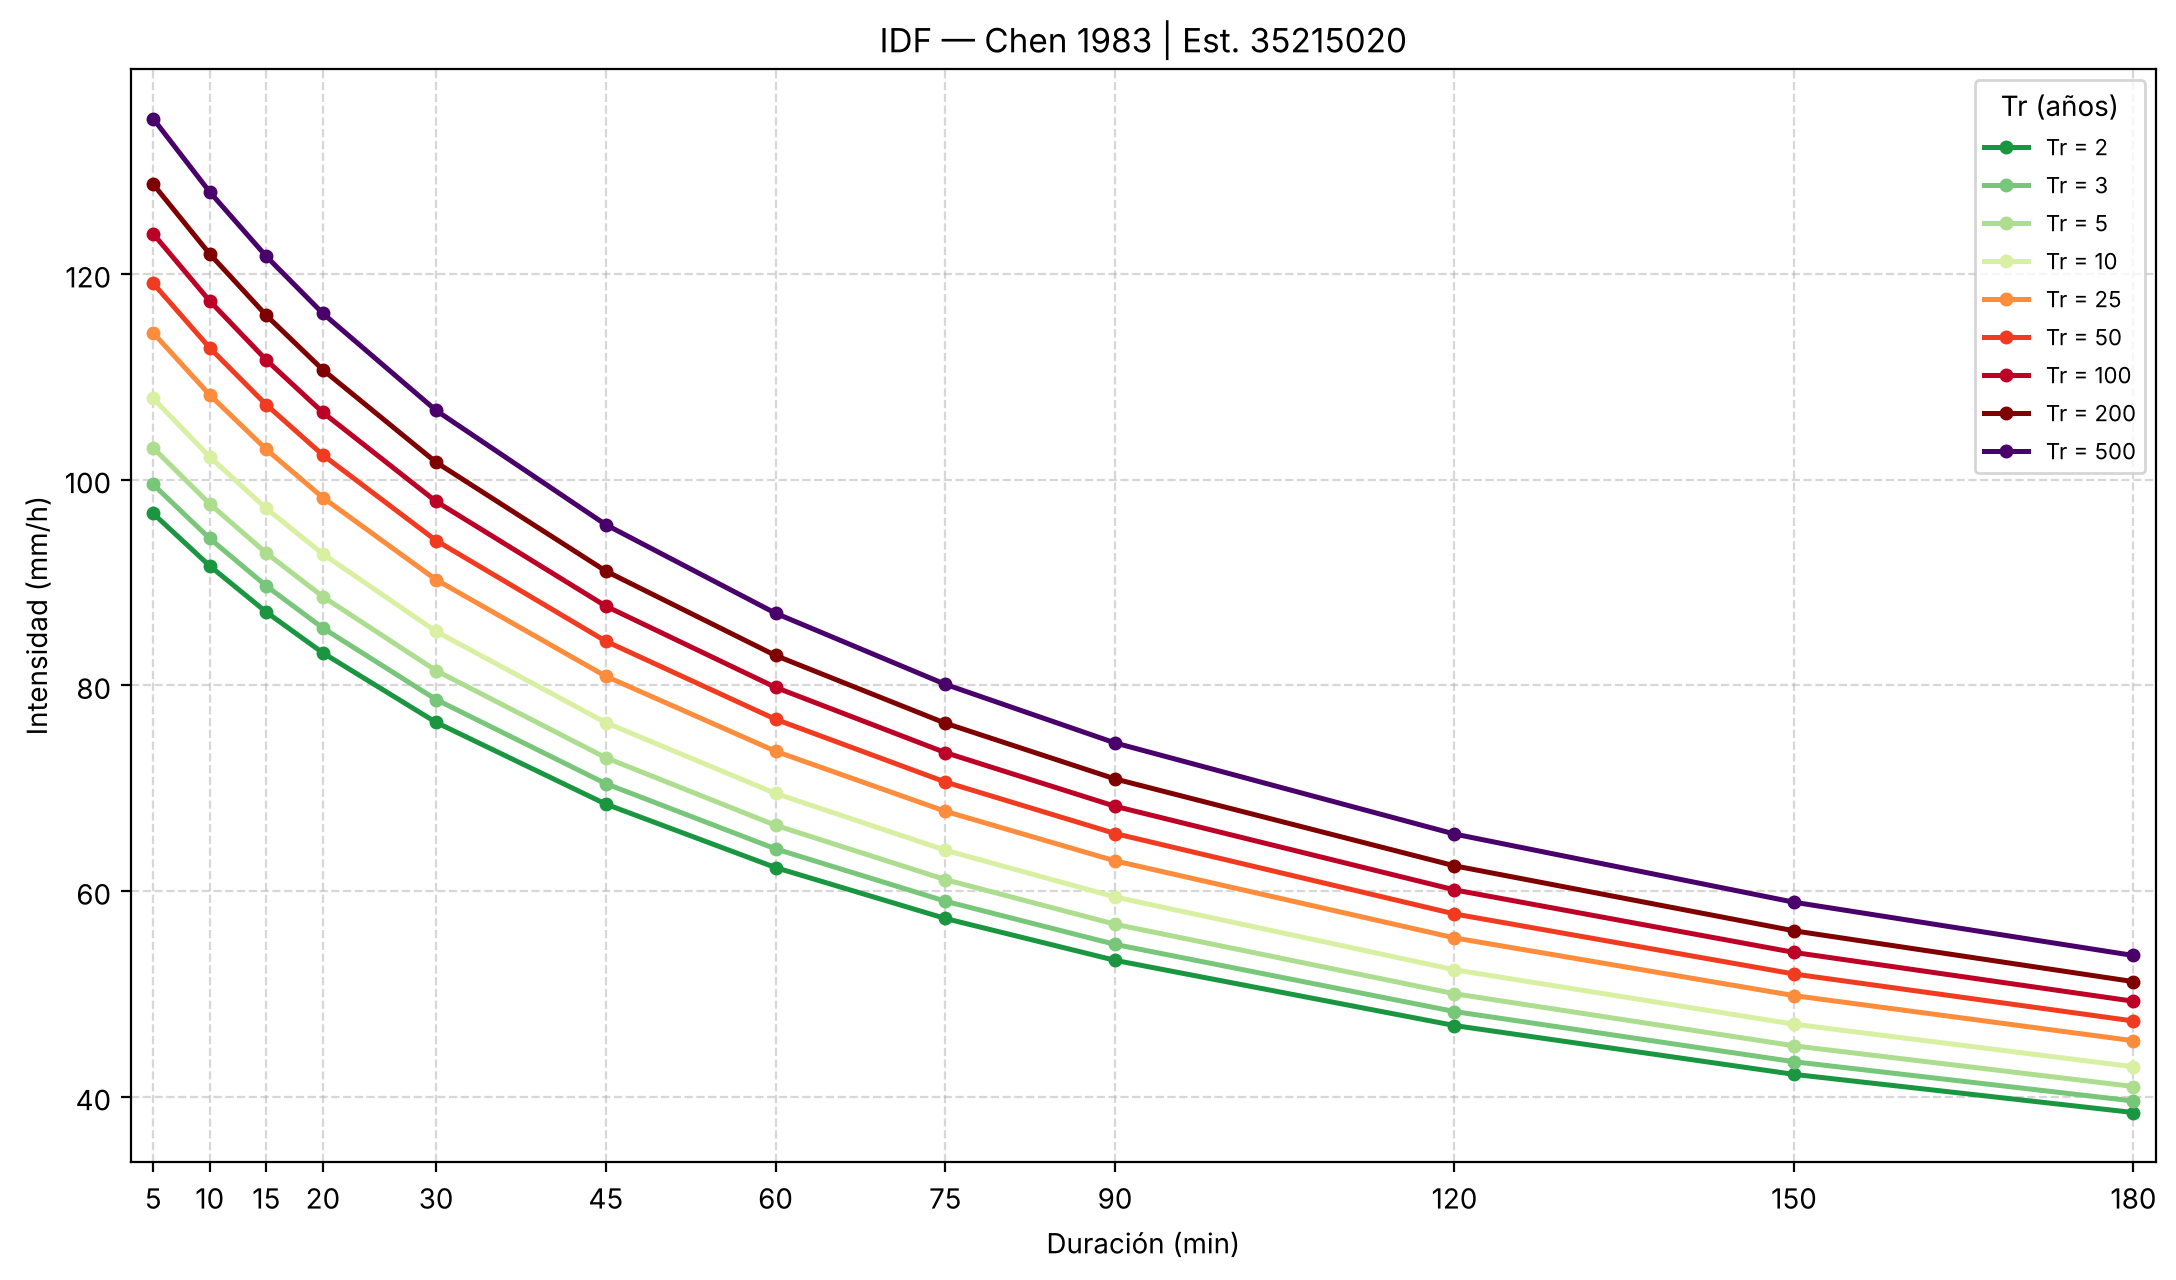 IDF — Chen 1983 | Est. 35215020
Tr (años)
Tr = 2
Tr = 3
Tr = 5
Tr = 10
Tr = 25
Tr = 50
Tr = 100
Tr = 200
Tr = 500
Intensidad (mm/h)
120
100
80
60
40
5 10 15 20 30 45 60 75 90 120 150 180
Duración (min)